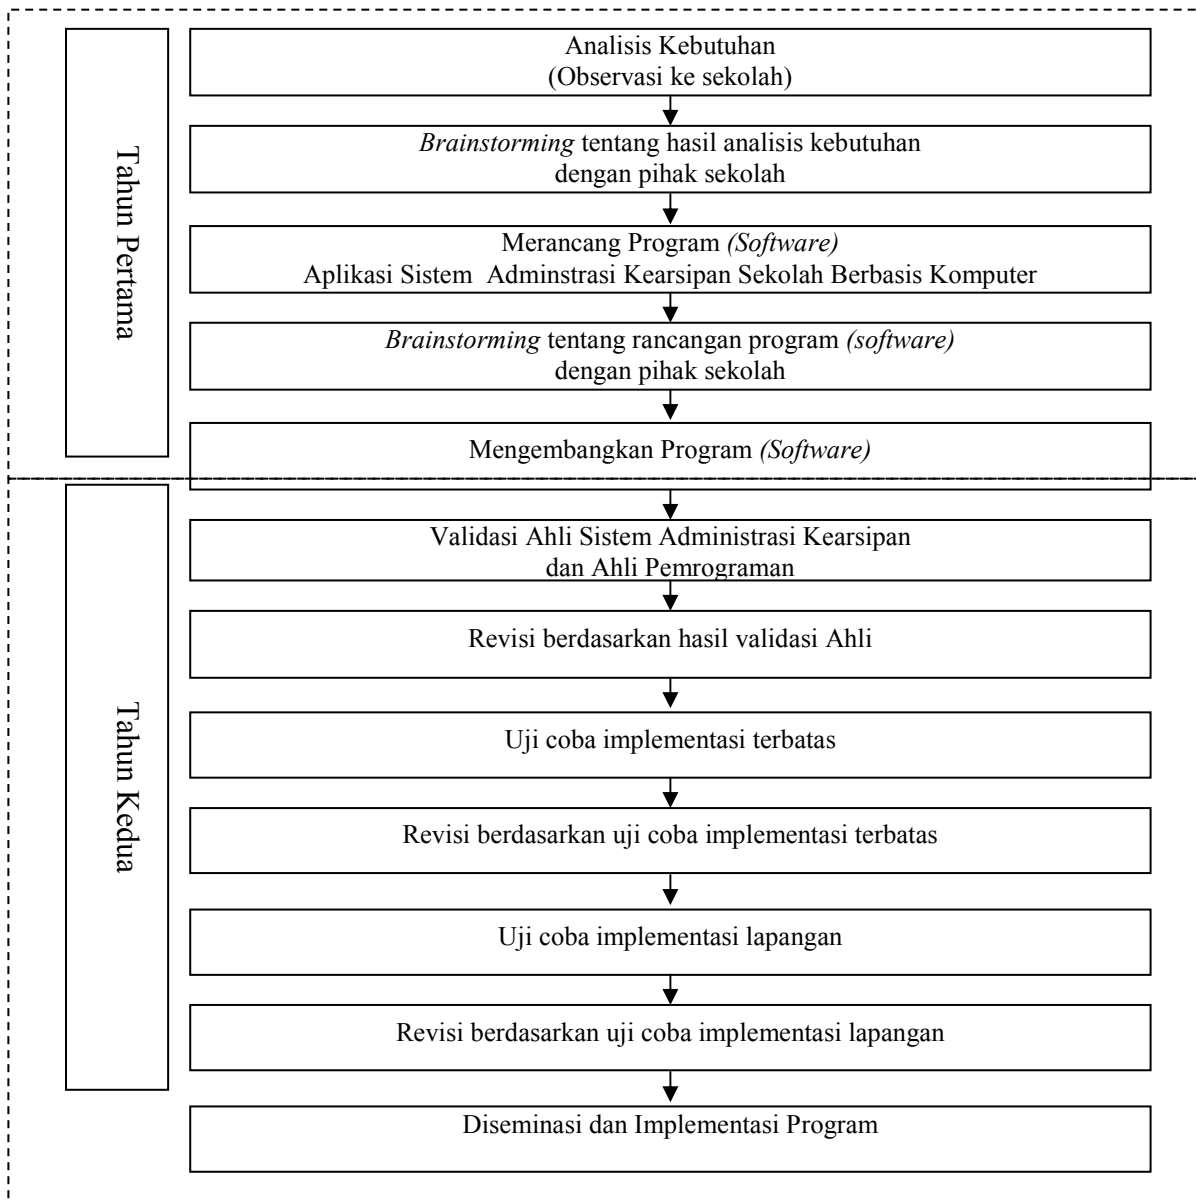 Tahun Pertama
Analisis Kebutuhan
(Observasi ke sekolah)
Brainstorming tentang hasil analisis kebutuhan
dengan pihak sekolah
Merancang Program (Software)
Aplikasi Sistem Adminstrasi Kearsipan Sekolah Berbasis Komputer
Brainstorming tentang rancangan program (software)
dengan pihak sekolah
Mengembangkan Program (Software)
Tahun Kedua
Validasi Ahli Sistem Administrasi Kearsipan
dan Ahli Pemrograman
Revisi berdasarkan hasil validasi Ahli
Uji coba implementasi terbatas
Revisi berdasarkan uji coba implementasi terbatas
Uji coba implementasi lapangan
Revisi berdasarkan uji coba implementasi lapangan
Diseminasi dan Implementasi Program